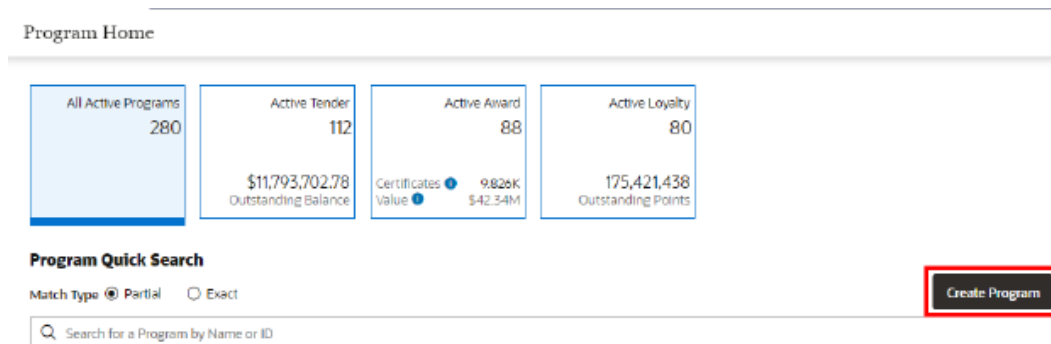 Program Home
All Active Programs
280
Active Tender
112
$11,793,702.78
Outstanding Balance
Active Award
88
Certificates 9.826K
Value $42.34M
Active Loyalty
80
175,421,438
Outstanding Points
Program Quick Search
Match Type Partial Exact
Create Program
Search for a Program by Name or ID